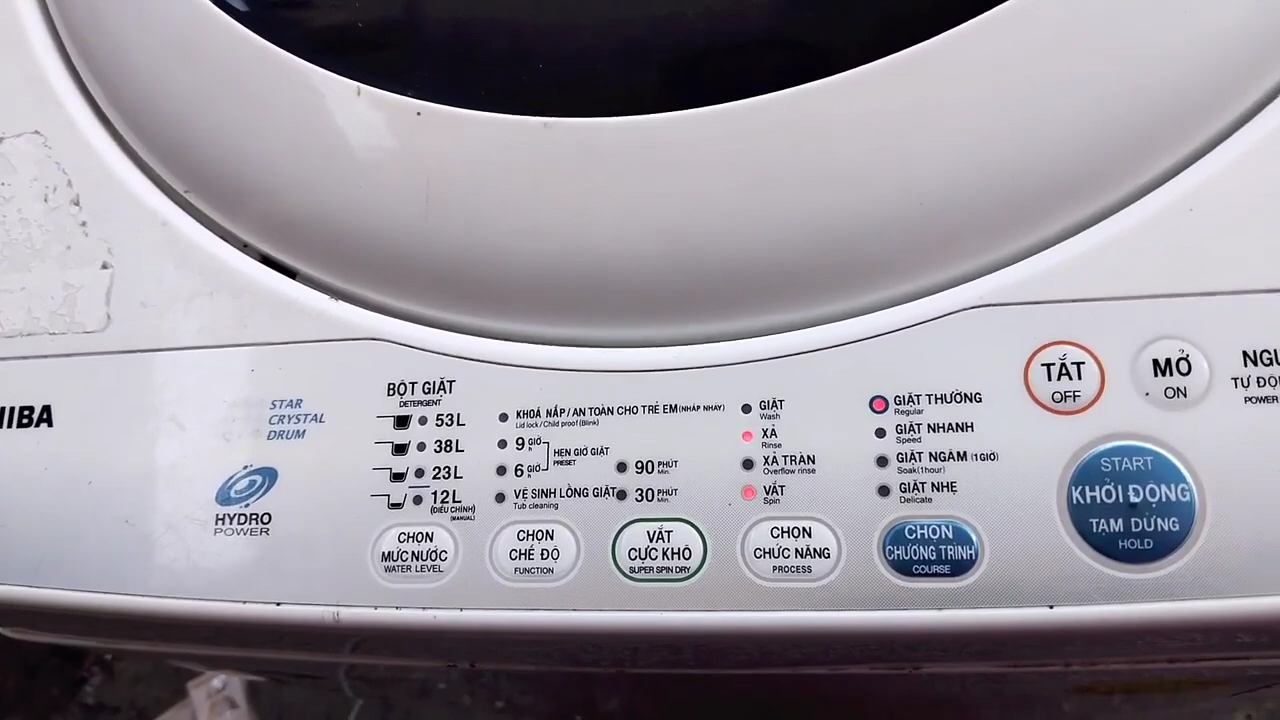 HIBA
STAR
CRYSTAL
DRUM
HYDRO
POWER
BỘT GIẶT
DETERGENT
53L
38L
23L
12L
(ĐIỀU CHỈNH)
(MANUAL)
CHỌN
MỨC NƯỚC
WATER LEVEL
KHOÁ NẮP / AN TOÀN CHO TRẺ EM (NHẤP NHÁY)
Lid lock / Child proof (Blink)
9 GIỜ
h
6 GIỜ
h
HẸN GIỜ GIẶT
PRESET
VỆ SINH LỒNG GIẶT
Tub cleaning
CHỌN
CHẾ ĐỘ
FUNCTION
90 PHÚT
Min.
30 PHÚT
Min.
VẮT
CỰC KHÔ
SUPER SPIN DRY
GIẶT
Wash
XẢ
Rinse
XẢ TRÀN
Overflow rinse
VẮT
Spin
CHỌN
CHỨC NĂNG
PROCESS
GIẶT THƯỜNG
Regular
GIẶT NHANH
Speed
GIẶT NGÂM (1 GIỜ)
Soak (1hour)
GIẶT NHẸ
Delicate
CHỌN
CHƯƠNG TRÌNH
COURSE
TẮT
OFF
MỞ
ON
START
KHỞI ĐỘNG
TẠM DỪNG
HOLD
TỰ ĐỘ
POWER